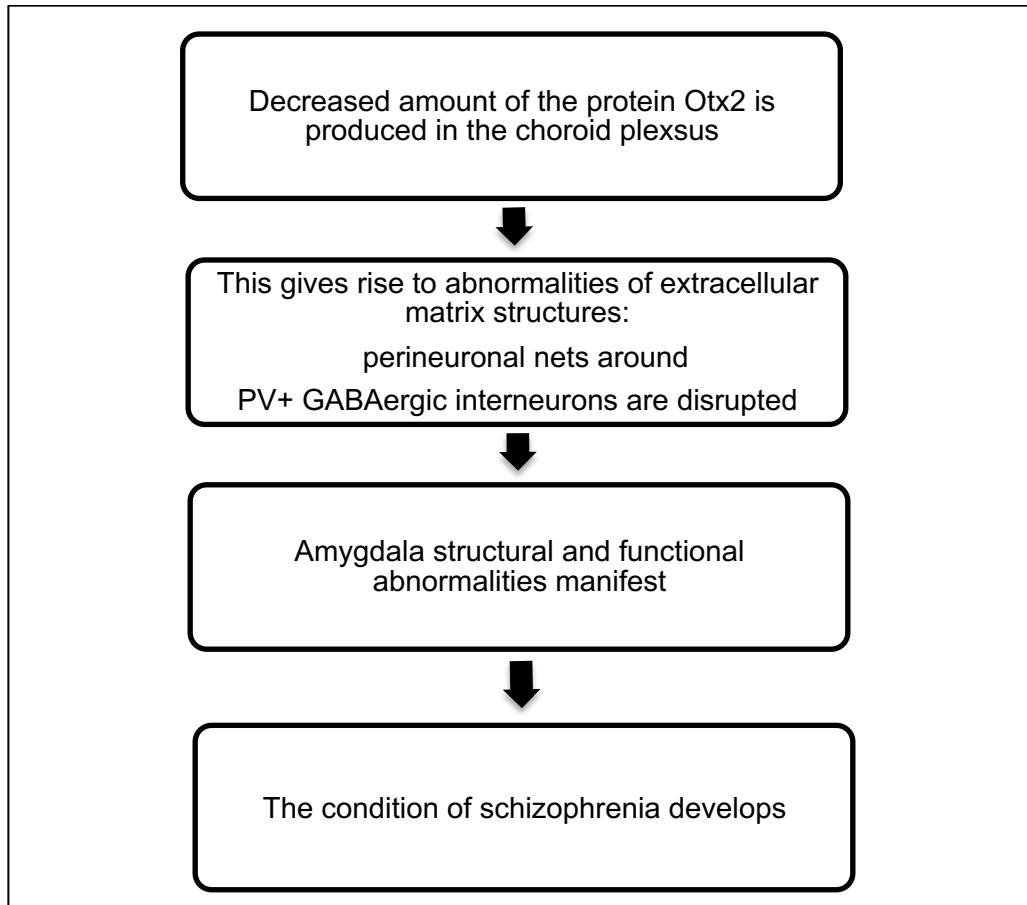 Decreased amount of the protein Otx2 is
produced in the choroid plexsus
This gives rise to abnormalities of extracellular
matrix structures:
perineuronal nets around
PV+ GABAergic interneurons are disrupted
Amygdala structural and functional
abnormalities manifest
The condition of schizophrenia develops